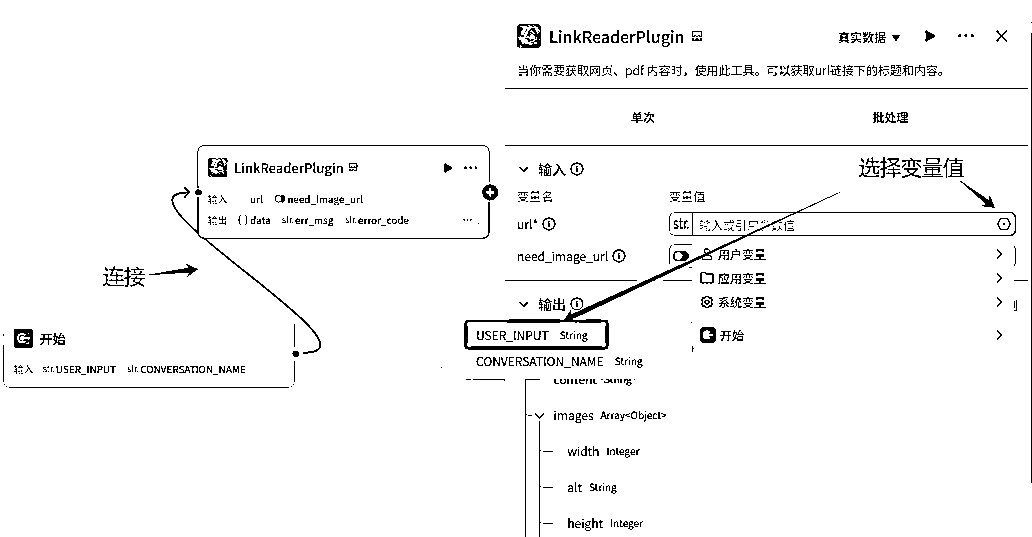 LinkReaderPlugin
真实数据
当你需要获取网页、pdf 内容时，使用此工具。可以获取url链接下的标题和内容。
单次 批处理
选择变量值
输入
变量名 变量值
url* str. 输入或引用参数值
need_image_url 用户变量
应用变量
输出 系统变量
USER_INPUT String 开始
CONVERSATION_NAME String
content String
images Array<Object>
width Integer
alt String
height Integer
LinkReaderPlugin
输入 url need_image_url
输出 {} data str.err_msg str.error_code ...
连接
开始
输入 str.USER_INPUT str.CONVERSATION_NAME